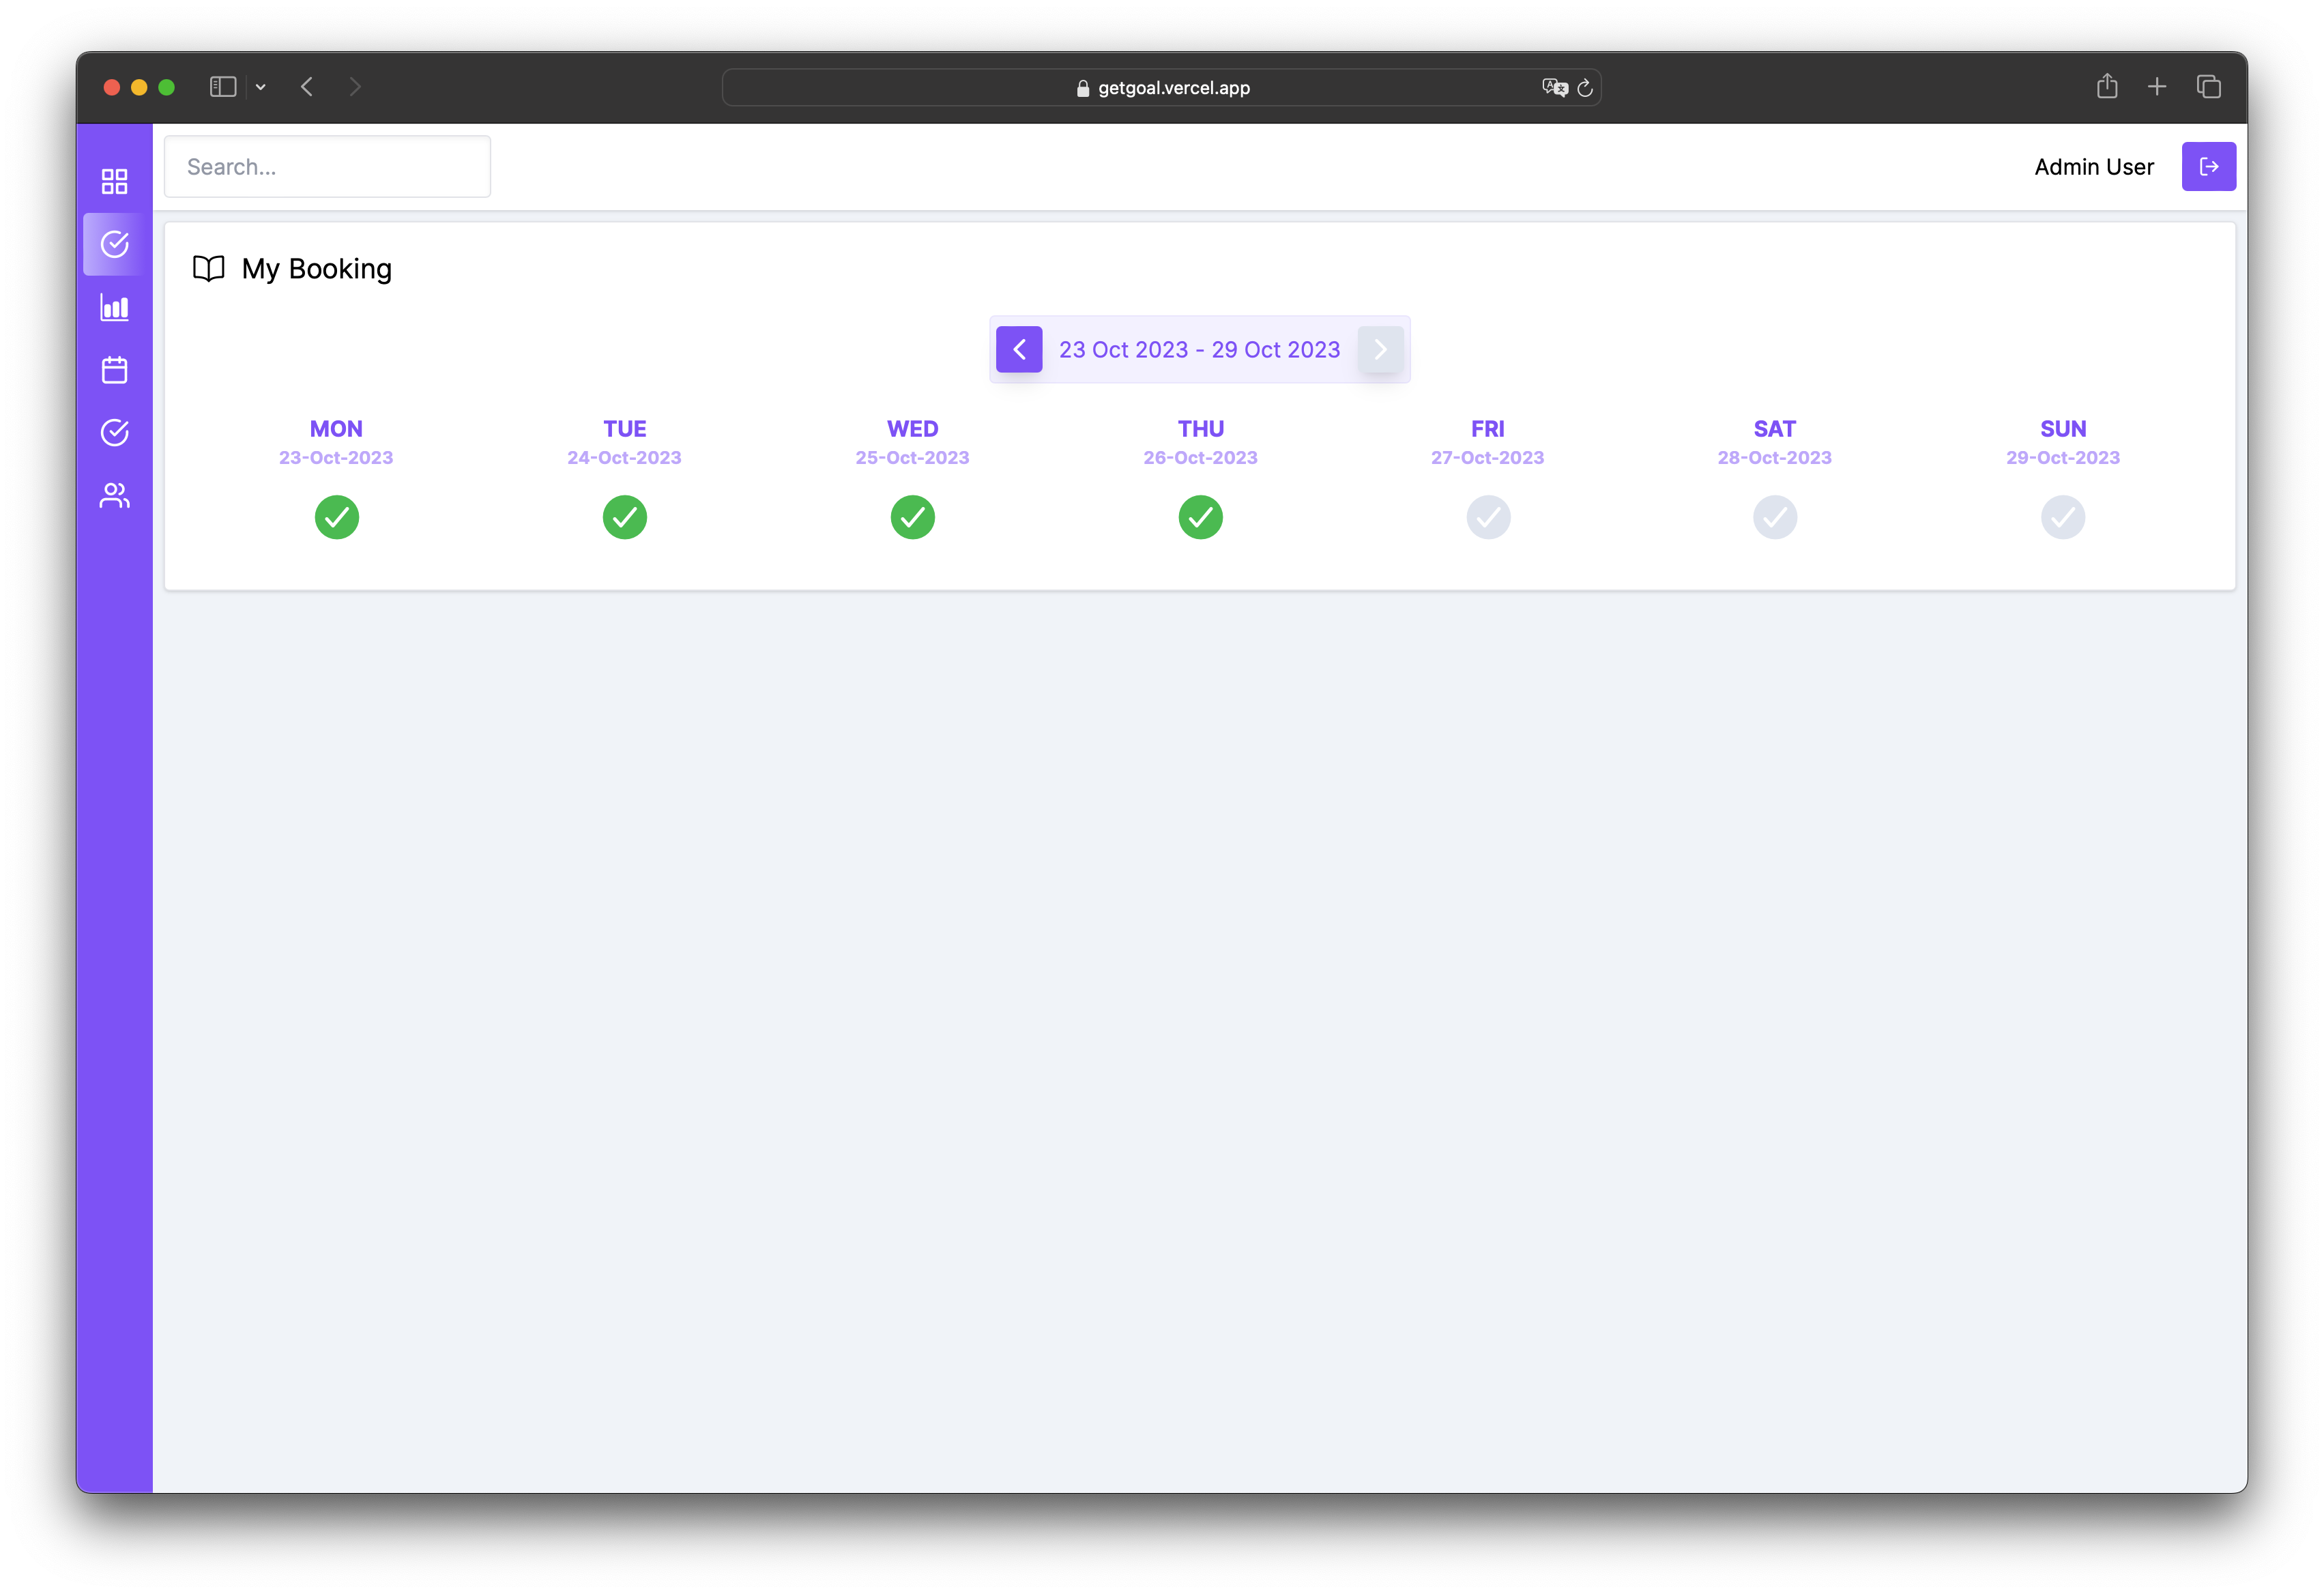 getgoal.vercel.app
Search...
Admin User
My Booking
23 Oct 2023 - 29 Oct 2023
MON TUE WED THU FRI SAT SUN
23-Oct-2023 24-Oct-2023 25-Oct-2023 26-Oct-2023 27-Oct-2023 28-Oct-2023 29-Oct-2023